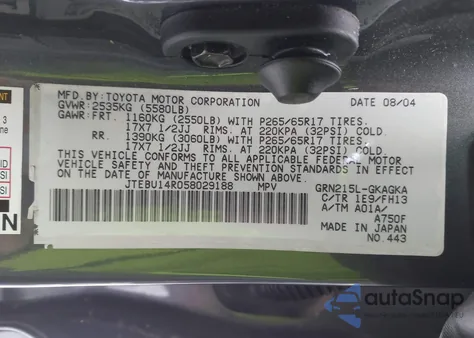 MFD.BY:TOYOTA MOTOR CORPORATION DATE 08/04
GVWR:2535KG (5580LB)
GAWR:FRT. 1160KG (2550LB) WITH P265/65R17 TIRES.
17X7 1/2JJ RIMS. AT 220KPA (32PSI) COLD.
RR. 1390KG (3060LB) WITH P265/65R17 TIRES.
17X7 1/2JJ RIMS. AT 220KPA (32PSI) COLD.
THIS VEHICLE CONFORMS TO ALL APPLICABLE FEDERAL MOTOR
VEHICLE SAFETY AND THEFT PREVENTION STANDARDS IN EFFECT
ON THE DATE OF MANUFACTURE SHOWN ABOVE.
JTEBU14R058029188 MPV GRN215L-GKAGKA
C/TR 1E9/FH13
A/TM A01A/
A750F
MADE IN JAPAN
NO.443
autoSnap